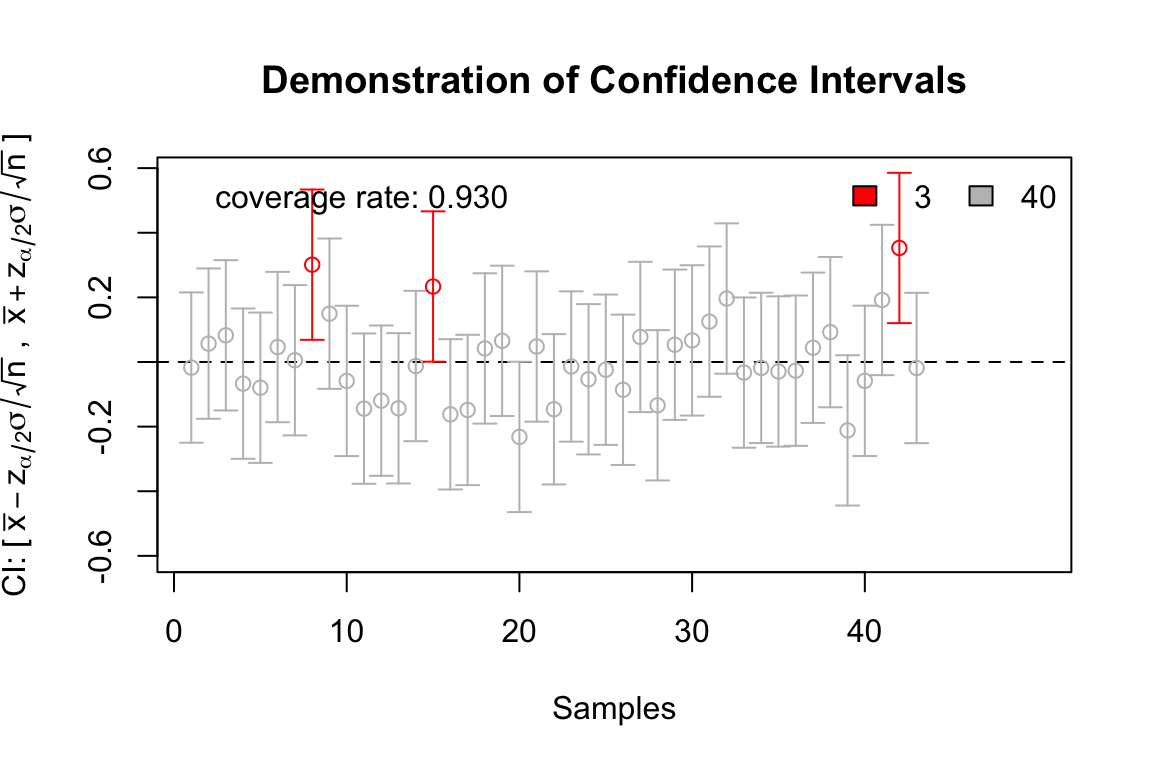 Demonstration of Confidence Intervals
CI: [ x̅ − zα/2σ/√n , x̅ + zα/2σ/√n ]
0.6
0.2
-0.2
-0.6
coverage rate: 0.930
3 40
0 10 20 30 40
Samples